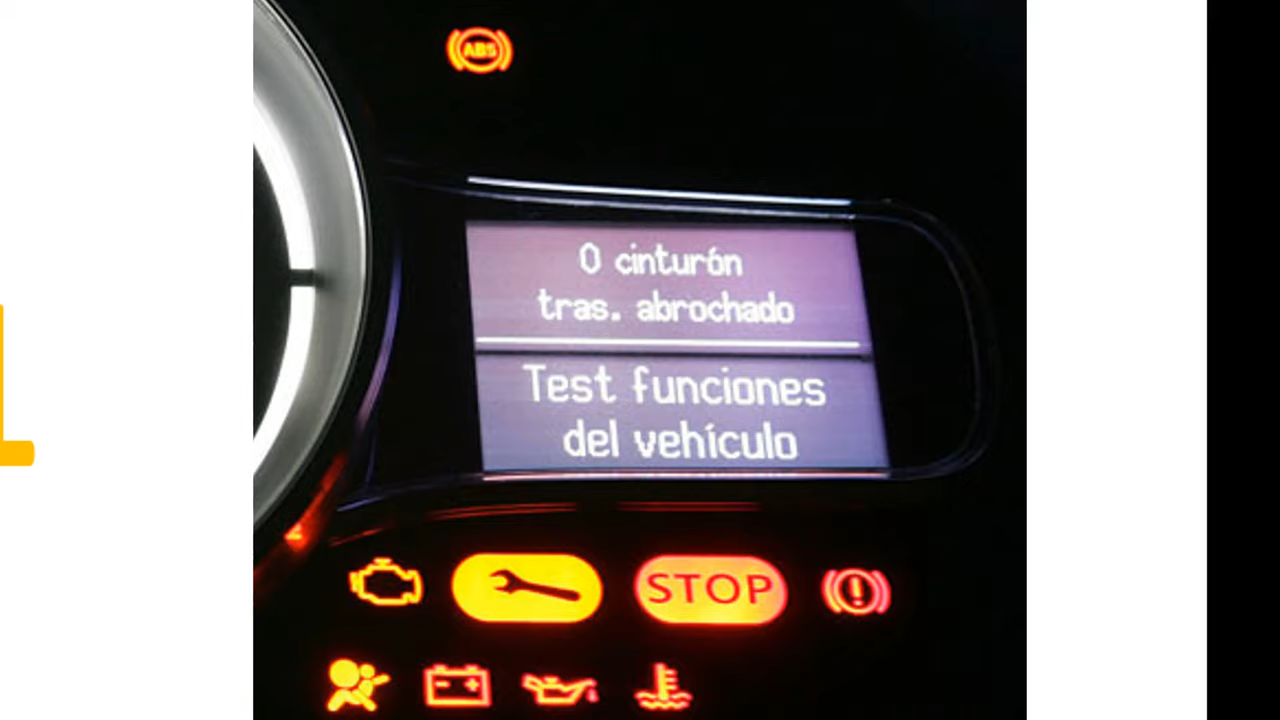 ABS
0 cinturón
tras. abrochado
Test funciones
del vehículo
STOP